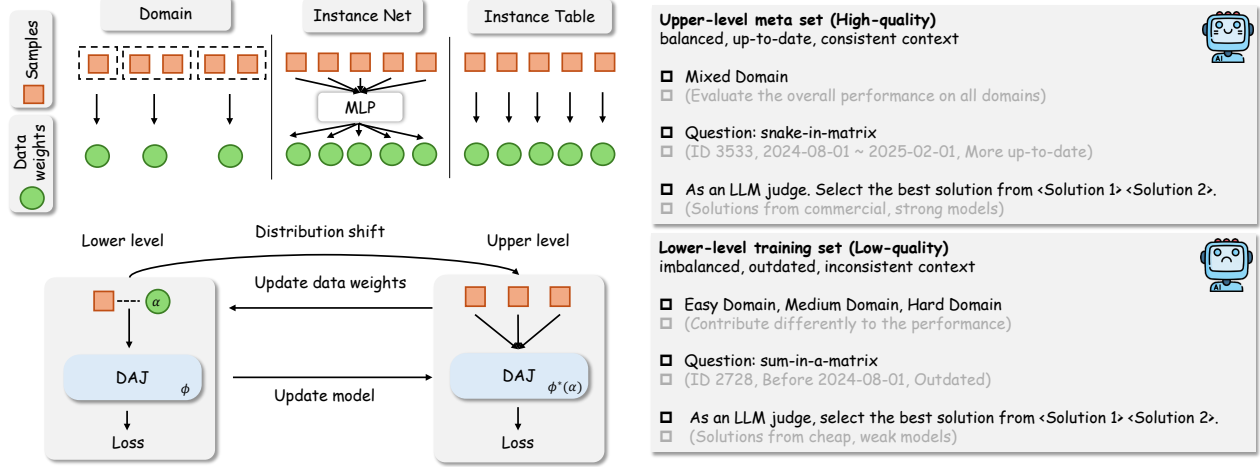 Samples
Data weights
Domain
Instance Net
Instance Table
MLP
Lower level
Distribution shift
Upper level
Update data weights
α
DAJ
ϕ
Loss
Update model
DAJ
ϕ*(α)
Loss
Upper-level meta set (High-quality)
balanced, up-to-date, consistent context
AI
Mixed Domain
(Evaluate the overall performance on all domains)
Question: snake-in-matrix
(ID 3533, 2024-08-01 ~ 2025-02-01, More up-to-date)
As an LLM judge. Select the best solution from <Solution 1> <Solution 2>.
(Solutions from commercial, strong models)
Lower-level training set (Low-quality)
imbalanced, outdated, inconsistent context
AI
Easy Domain, Medium Domain, Hard Domain
(Contribute differently to the performance)
Question: sum-in-a-matrix
(ID 2728, Before 2024-08-01, Outdated)
As an LLM judge, select the best solution from <Solution 1> <Solution 2>.
(Solutions from cheap, weak models)